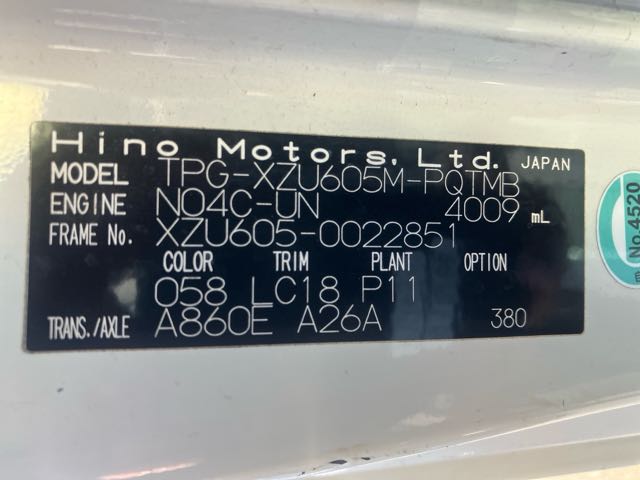 Hino Motors, Ltd. JAPAN
MODEL TPG-XZU605M-PQTMB
ENGINE N04C-UN 4009 mL
FRAME No. XZU605-0022851
COLOR TRIM PLANT OPTION
058 LC18 P11
TRANS./AXLE A860E A26A 380
No.4520